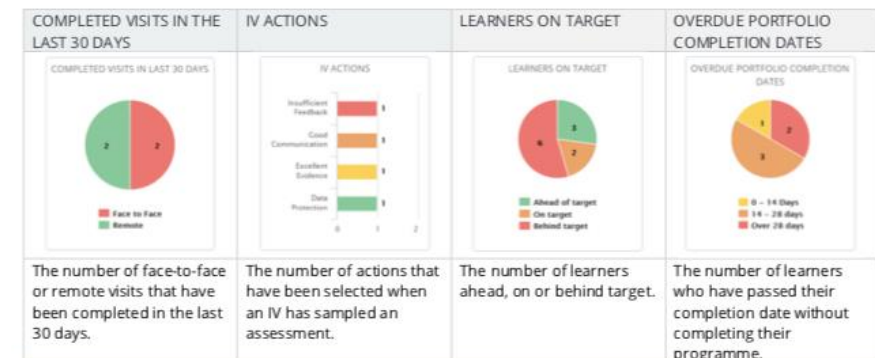 COMPLETED VISITS IN THE
LAST 30 DAYS
IV ACTIONS
LEARNERS ON TARGET
OVERDUE PORTFOLIO
COMPLETION DATES
COMPLETED VISITS IN LAST 30 DAYS
2
2
Face to Face
Remote
IV ACTIONS
Insufficient
Feedback
1
Good
Communication
1
Excellent
Evidence
1
Data
Protection
1
0
1
2
LEARNERS ON TARGET
3
6
2
Ahead of target
On target
Behind target
OVERDUE PORTFOLIO COMPLETION
DATES
1
2
3
0 - 14 Days
14 - 28 days
Over 28 days
The number of face-to-face
or remote visits that have
been completed in the last
30 days.
The number of actions that
have been selected when
an IV has sampled an
assessment.
The number of learners
ahead, on or behind target.
The number of learners
who have passed their
completion date without
completing their
programme.